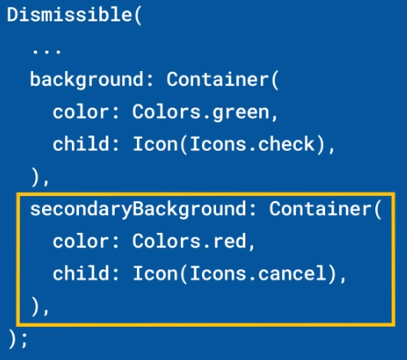 Dismissible(
  ...
  background: Container(
    color: Colors.green,
    child: Icon(Icons.check),
  ),
  secondaryBackground: Container(
    color: Colors.red,
    child: Icon(Icons.cancel),
  ),
);